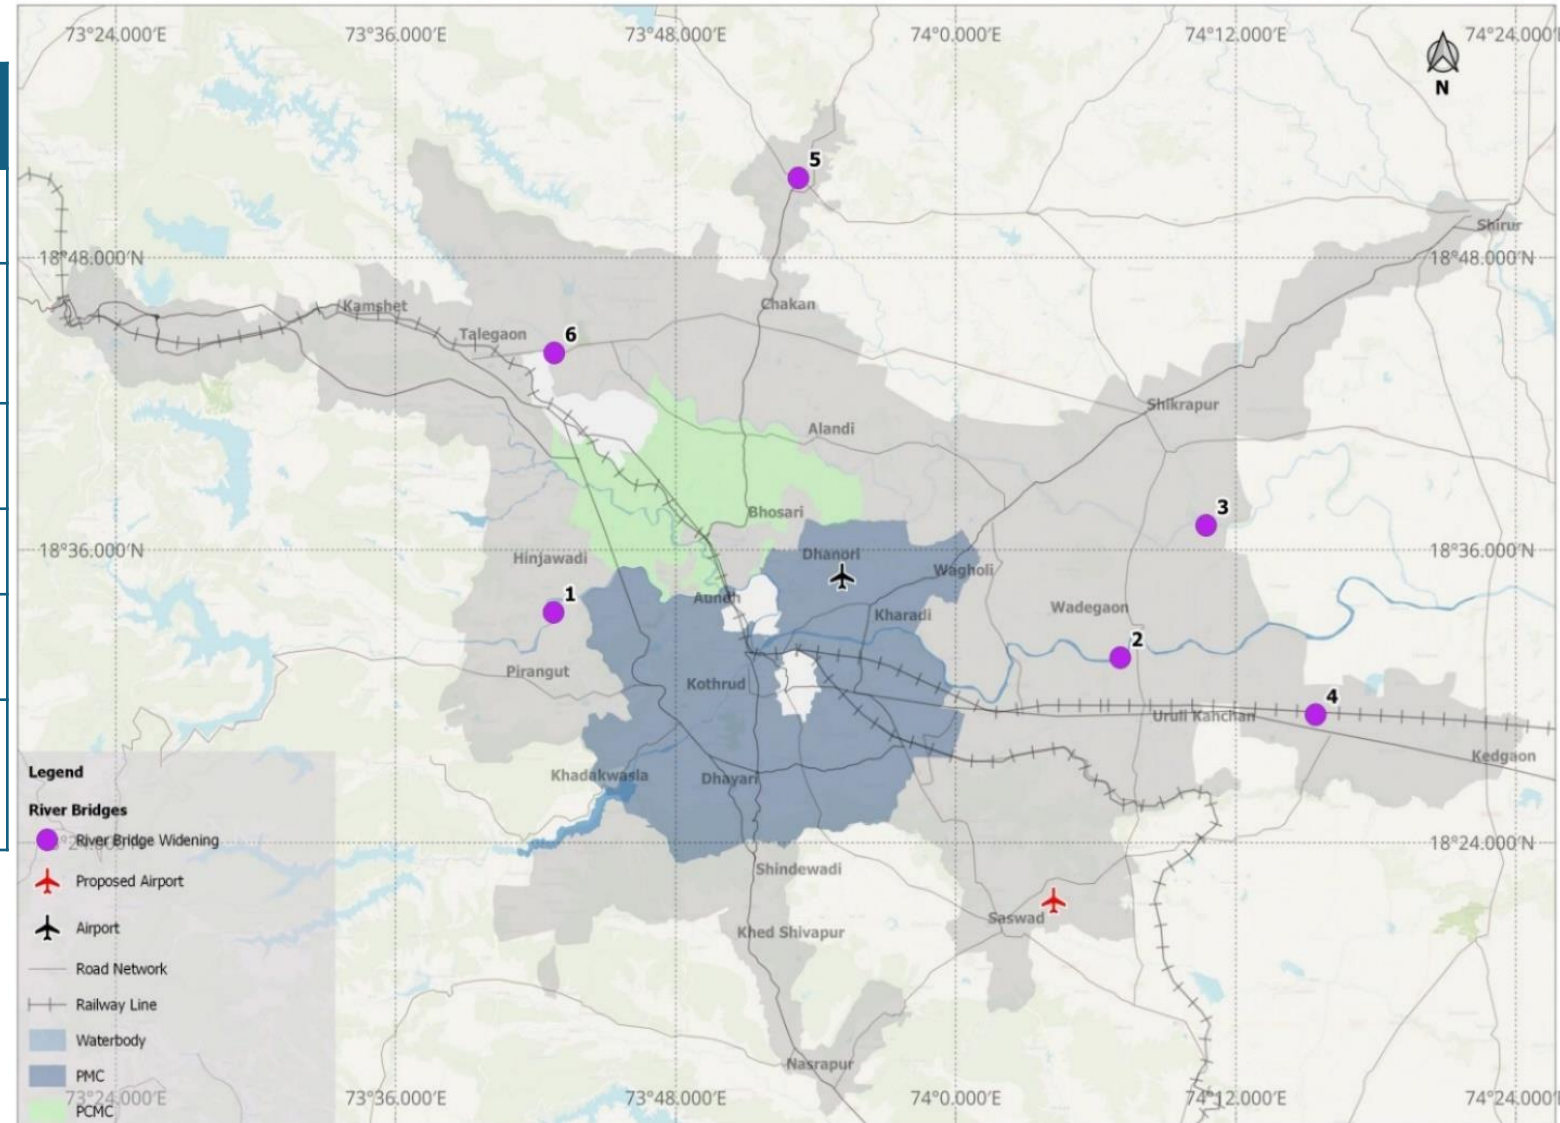 73°24.000′E 73°36.000′E 73°48.000′E 74°0.000′E 74°12.000′E 74°24.000′E
N
5
Shirur
18°48.000′N 18°48.000′N
Chakan
Kamshet
Talegaon
6
Shikrapur
Alandi
3
Bhosari
18°36.000′N 18°36.000′N
Hinjawadi
Dhanori
Wagholi
1
Aundh
Wadegaon
Kharadi
2
Pirangut
Kothrud
4
Uruli Kanchan
Kedgaon
Khadakwasla
Dhayari
18°24.000′N
Shindewadi
Saswad
Khed Shivapur
Nasrapur
Legend
River Bridges
River Bridge Widening
Proposed Airport
Airport
Road Network
Railway Line
Waterbody
PMC
PCMC
73°24.000′E 73°36.000′E 73°48.000′E 74°0.000′E 74°12.000′E 74°24.000′E